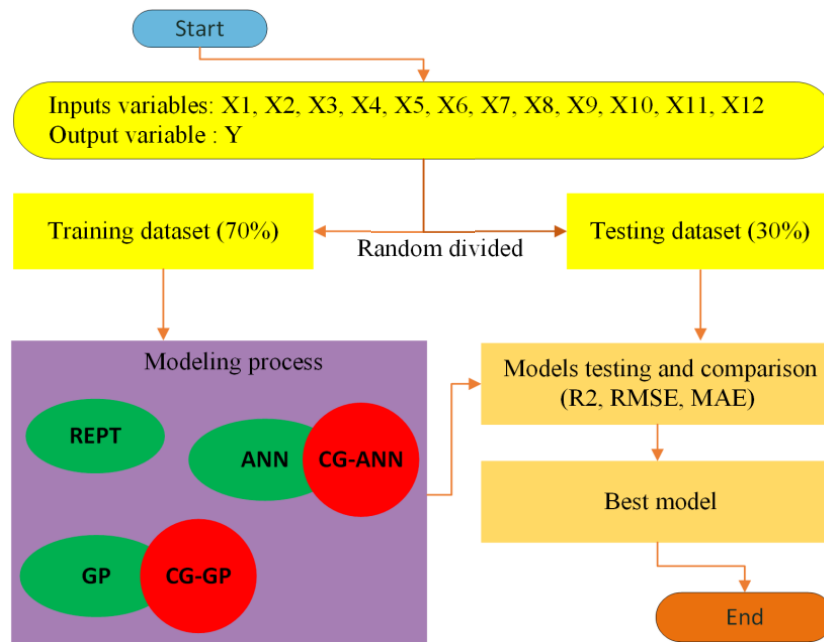 Start
Inputs variables: X1, X2, X3, X4, X5, X6, X7, X8, X9, X10, X11, X12
Output variable : Y
Training dataset (70%)
Random divided
Testing dataset (30%)
Modeling process
REPT
ANN
CG-ANN
GP
CG-GP
Models testing and comparison
(R2, RMSE, MAE)
Best model
End